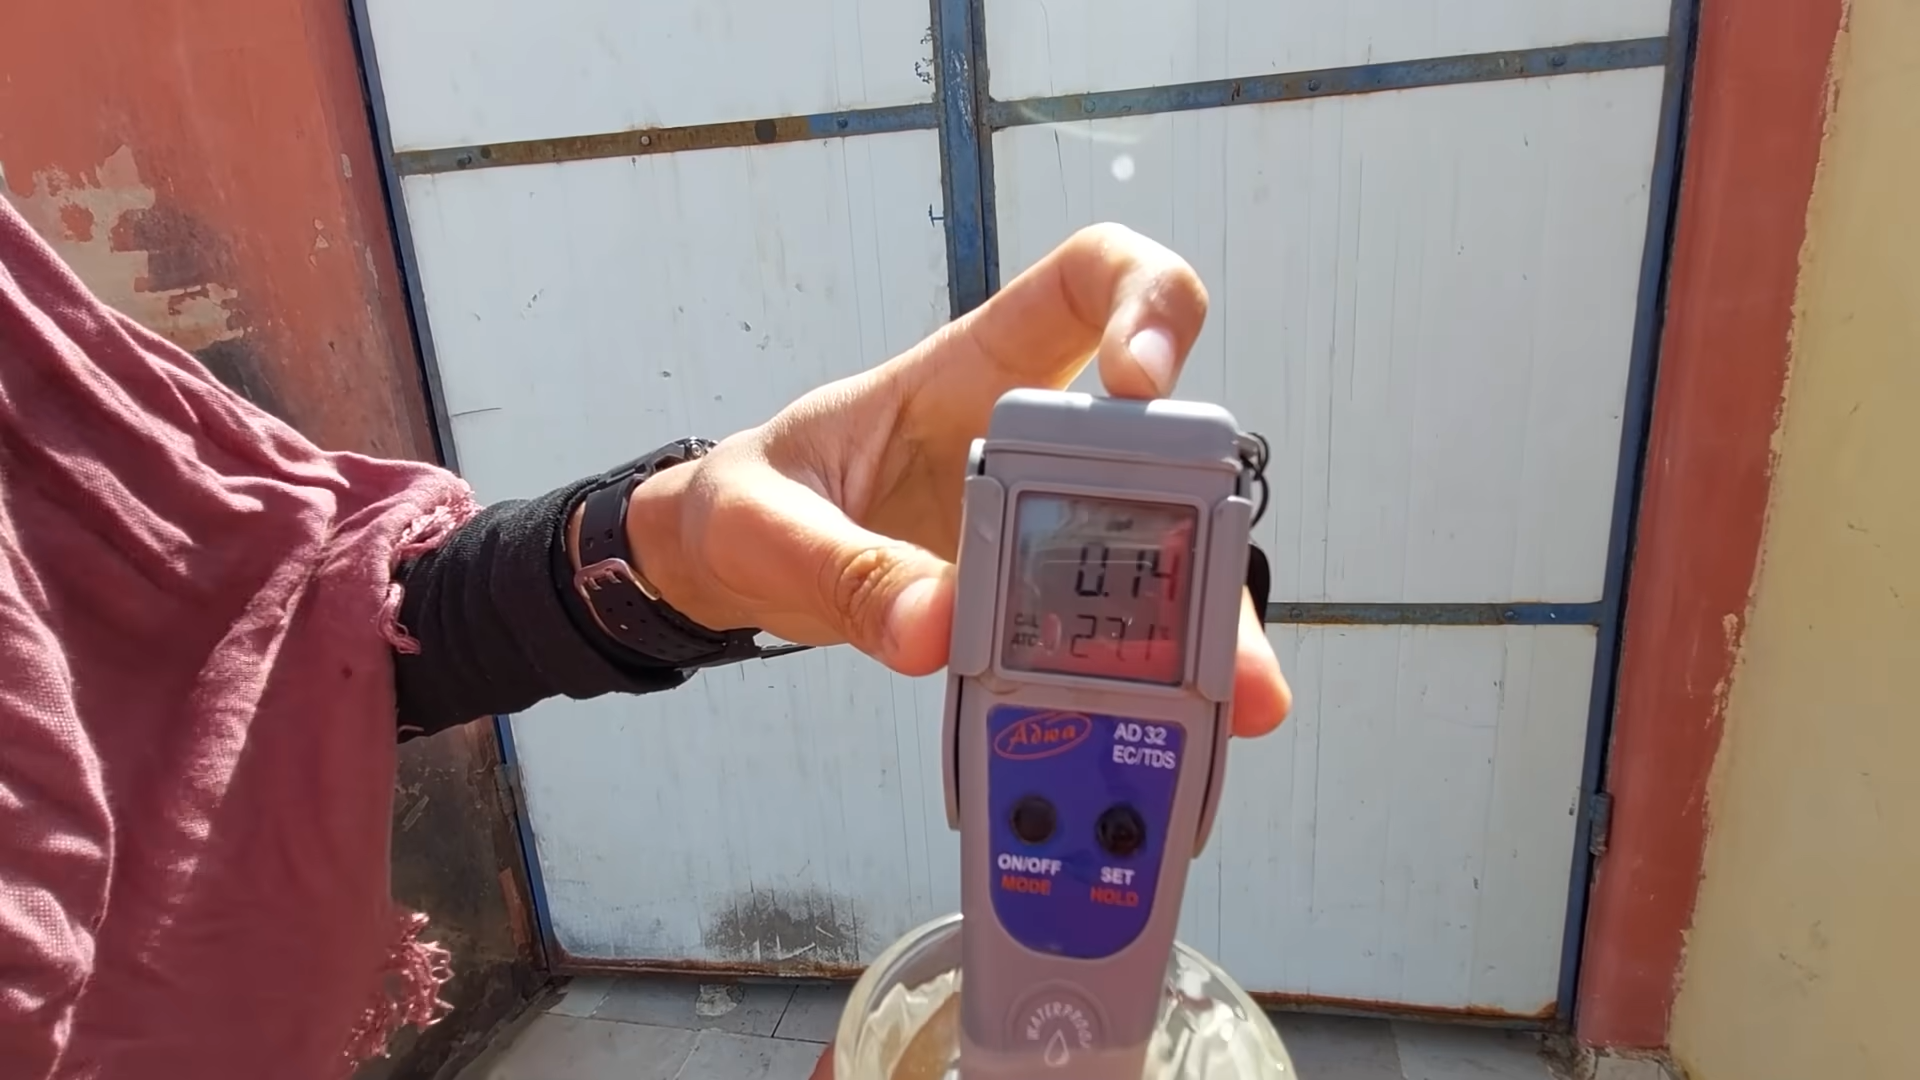 0.14
CAL
ATC 27.1
Adwa
AD 32
EC/TDS
ON/OFF
MODE
SET
HOLD
WATERPROOF